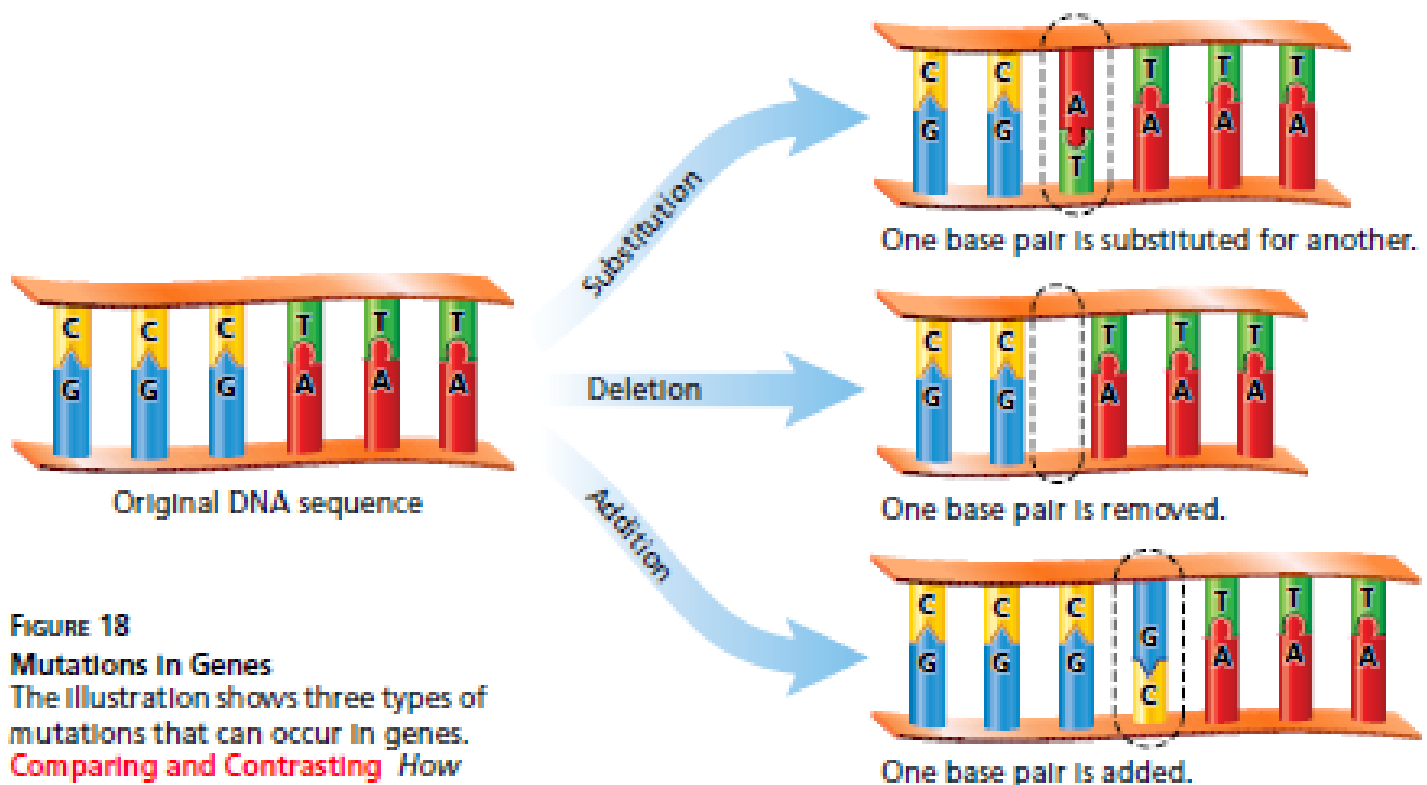 C C A T T T
G G T A A A
One base pair is substituted for another.
Substitution
C C C T T T
G G G A A A
Original DNA sequence
Deletion
C C T T T
G G A A A
One base pair is removed.
Addition
C C C G T T T
G G G C A A A
One base pair is added.
FIGURE 18
Mutations in Genes
The illustration shows three types of
mutations that can occur in genes.
Comparing and Contrasting How